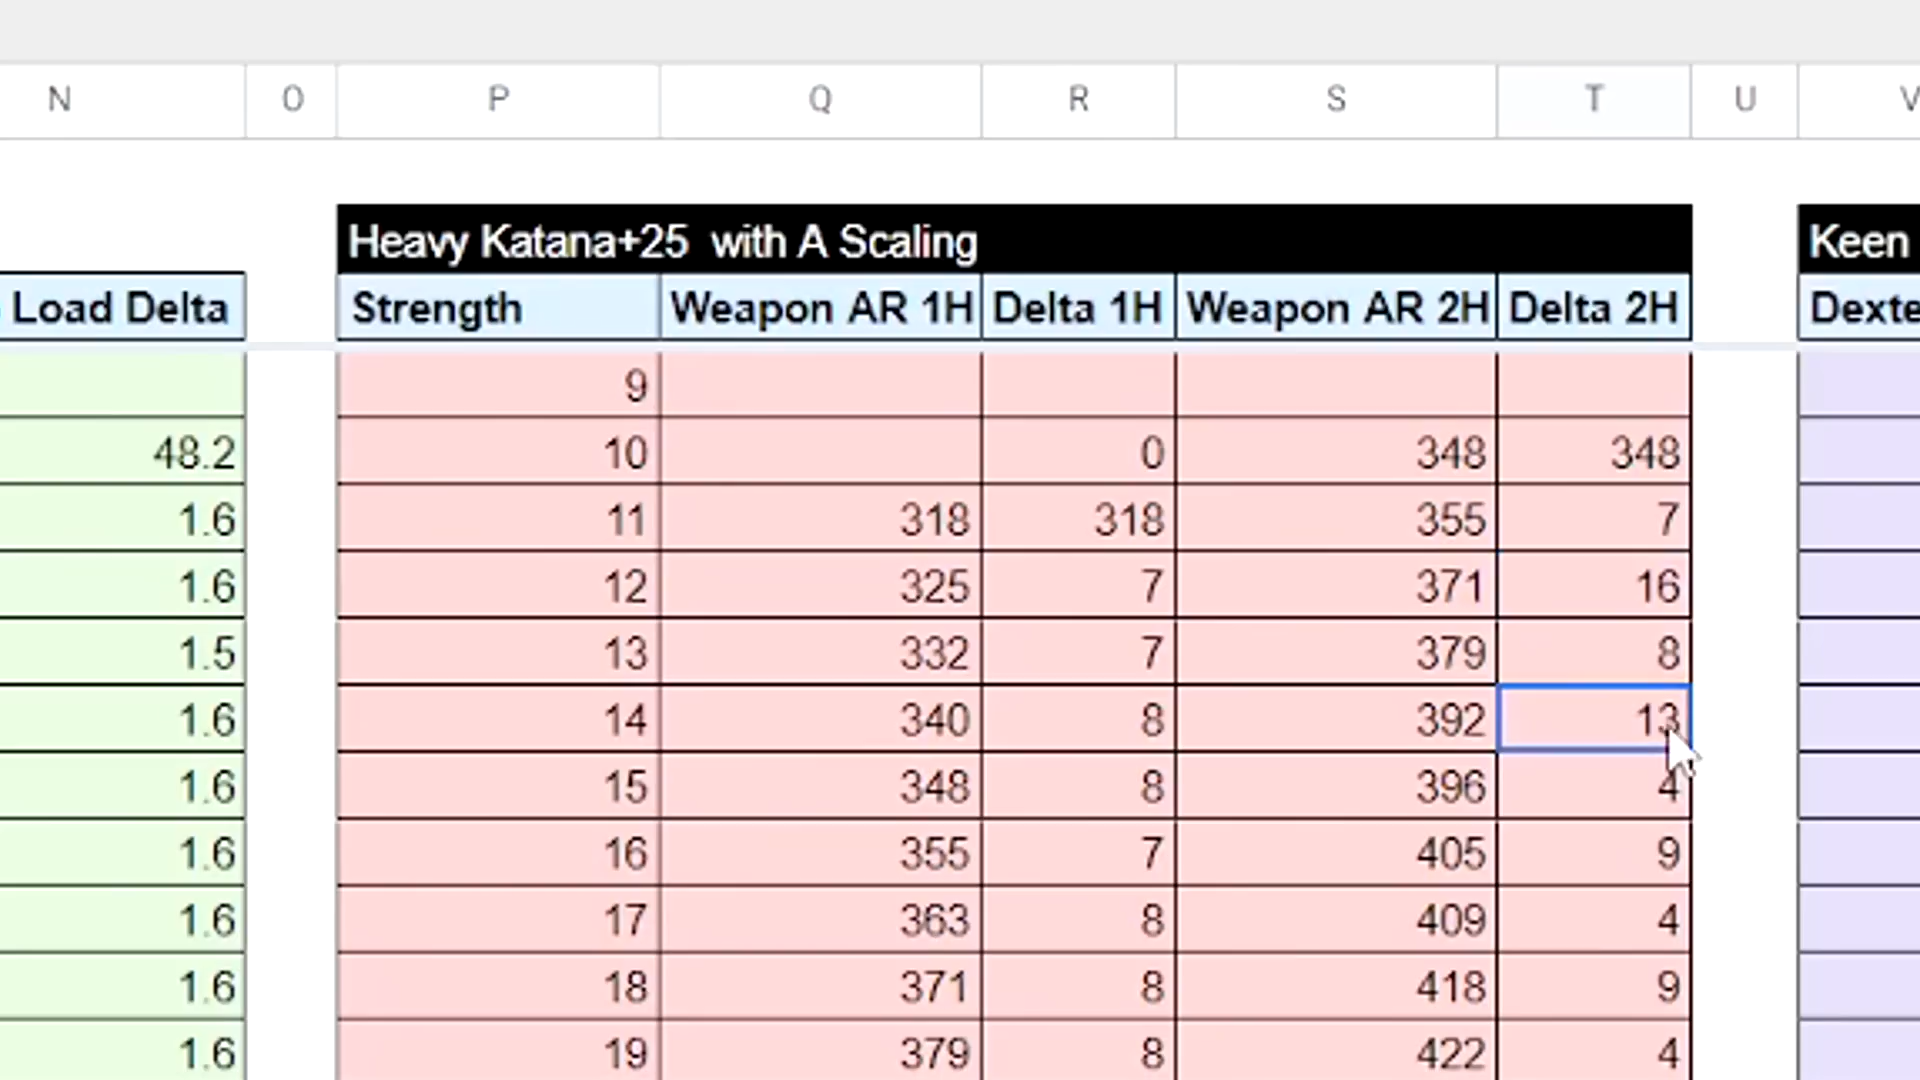 N O P Q R S T U V
Heavy Katana+25 with A Scaling Keen
Load Delta Strength Weapon AR 1H Delta 1H Weapon AR 2H Delta 2H Dexte
9
48.2 10 0 348 348
1.6 11 318 318 355 7
1.6 12 325 7 371 16
1.5 13 332 7 379 8
1.6 14 340 8 392 13
1.6 15 348 8 396 4
1.6 16 355 7 405 9
1.6 17 363 8 409 4
1.6 18 371 8 418 9
1.6 19 379 8 422 4